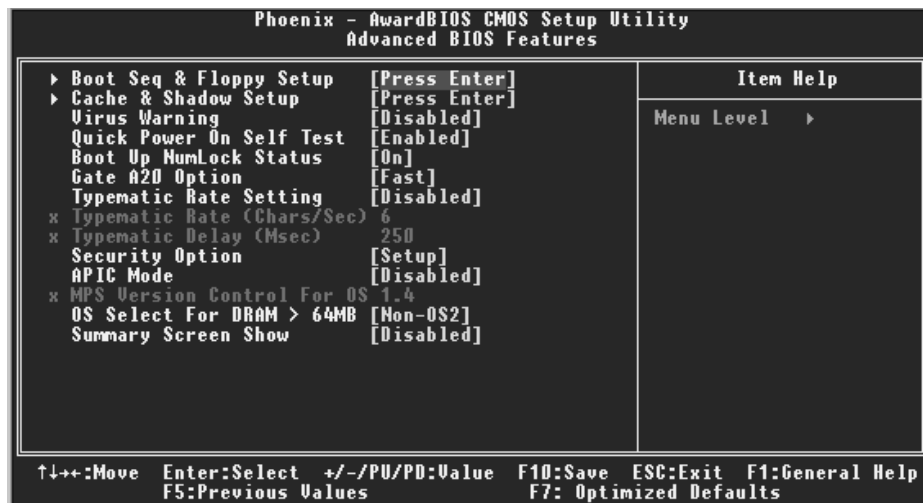 Phoenix - AwardBIOS CMOS Setup Utility
Advanced BIOS Features
▶ Boot Seq & Floppy Setup [Press Enter]
▶ Cache & Shadow Setup [Press Enter]
Virus Warning [Disabled]
Quick Power On Self Test [Enabled]
Boot Up NumLock Status [On]
Gate A20 Option [Fast]
Typematic Rate Setting [Disabled]
x Typematic Rate (Chars/Sec) 6
x Typematic Delay (Msec) 250
Security Option [Setup]
APIC Mode [Disabled]
x MPS Version Control For OS 1.4
OS Select For DRAM > 64MB [Non-OS2]
Summary Screen Show [Disabled]
Item Help
Menu Level ▶
↑↓→←:Move Enter:Select +/-/PU/PD:Value F10:Save ESC:Exit F1:General Help
F5:Previous Values F7: Optimized Defaults